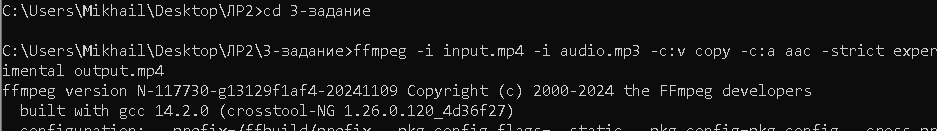 C:\Users\Mikhail\Desktop\ЛР2>cd 3-задание
C:\Users\Mikhail\Desktop\ЛР2\3-задание>ffmpeg -i input.mp4 -i audio.mp3 -c:v copy -c:a aac -strict exper
imental output.mp4
ffmpeg version N-117730-g13129f1af4-20241109 Copyright (c) 2000-2024 the FFmpeg developers
  built with gcc 14.2.0 (crosstool-NG 1.26.0.120_4d36f27)
  configuration: --prefix=/ffbuild/prefix --pkg-config-flags=--static --pkg-config=pkg-config --cross-pr